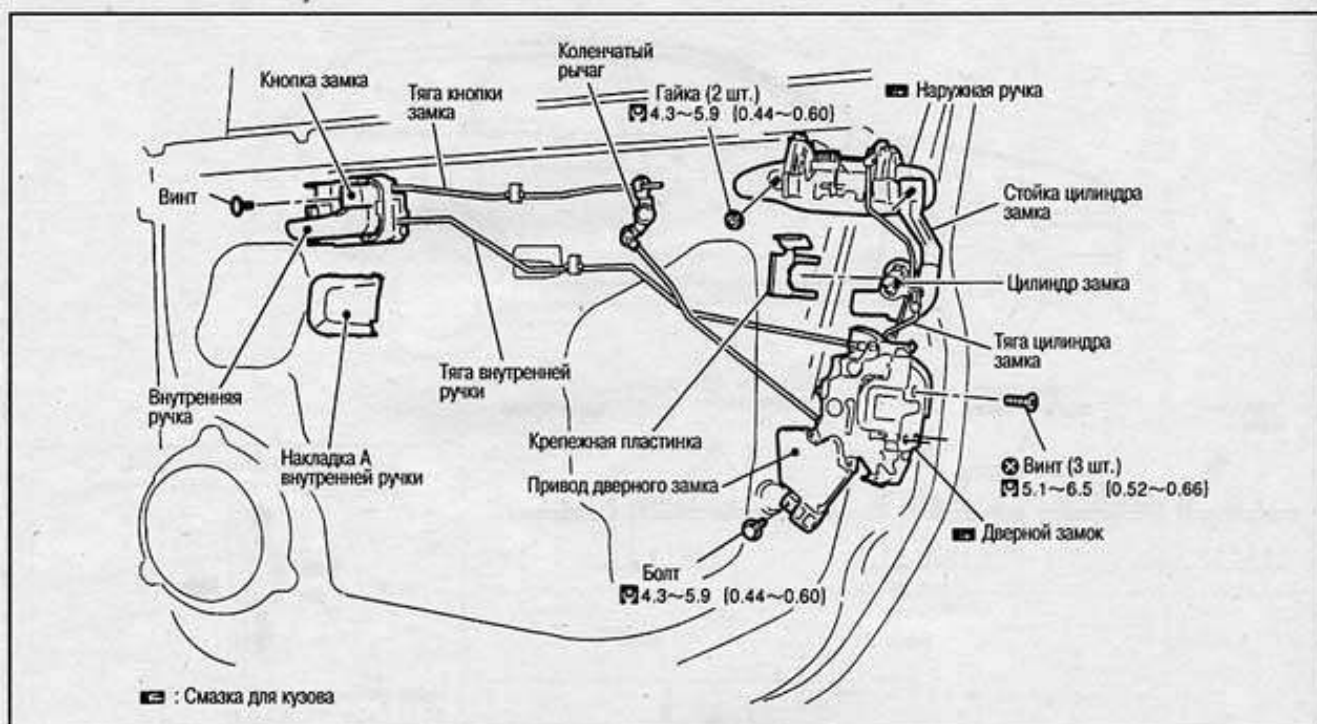 Коленчатый
рычаг
Кнопка замка
Тяга кнопки
замка
Гайка (2 шт.)
4.3~5.9 (0.44~0.60)
Наружная ручка
Винт
Стойка цилиндра
замка
Цилиндр замка
Тяга цилиндра
замка
Тяга внутренней
ручки
Внутренняя
ручка
Накладка А
внутренней ручки
Крепежная пластинка
Привод дверного замка
Винт (3 шт.)
5.1~6.5 (0.52~0.66)
Дверной замок
Болт
4.3~5.9 (0.44~0.60)
: Смазка для кузова